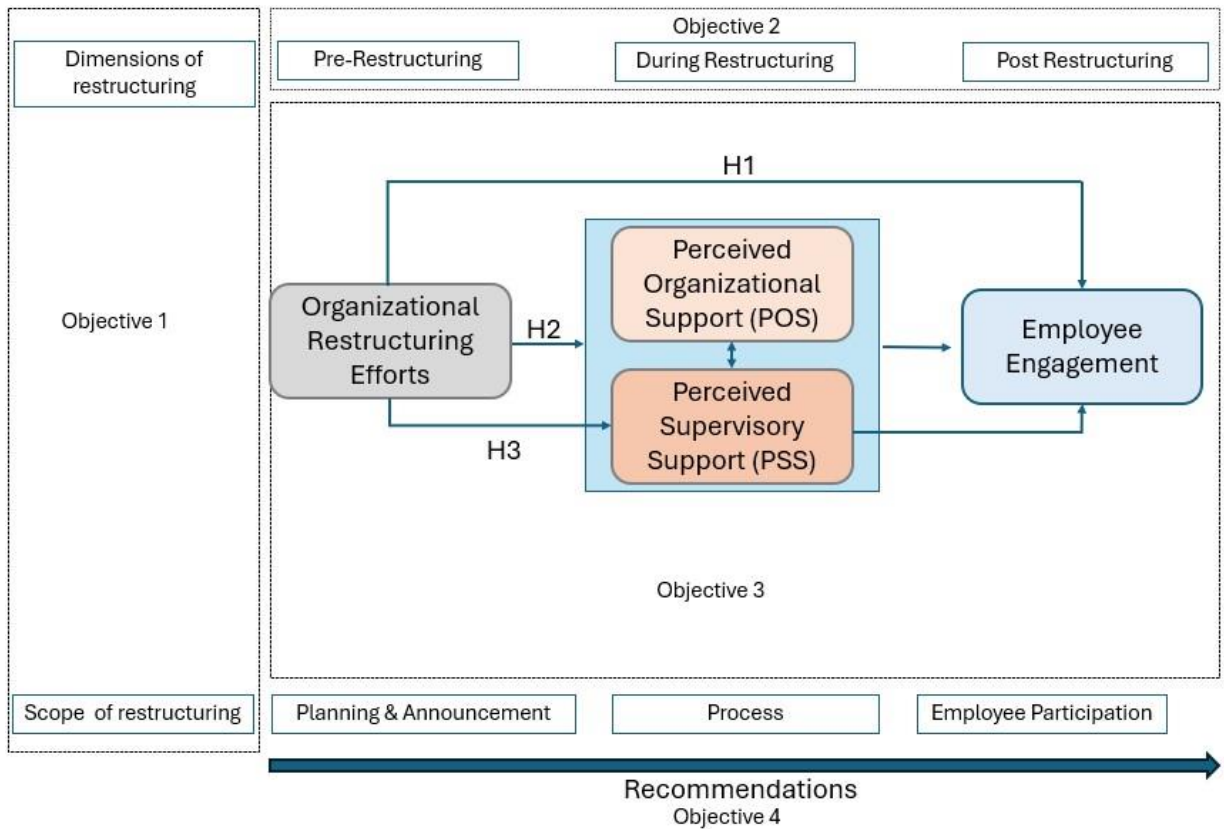 Objective 2
Dimensions of
restructuring
Pre-Restructuring
During Restructuring
Post Restructuring
H1
Perceived
Organizational
Support (POS)
Organizational
Restructuring
Efforts
Objective 1
H2
Employee
Engagement
Perceived
Supervisory
Support (PSS)
H3
Objective 3
Scope of restructuring
Planning & Announcement
Process
Employee Participation
Recommendations
Objective 4